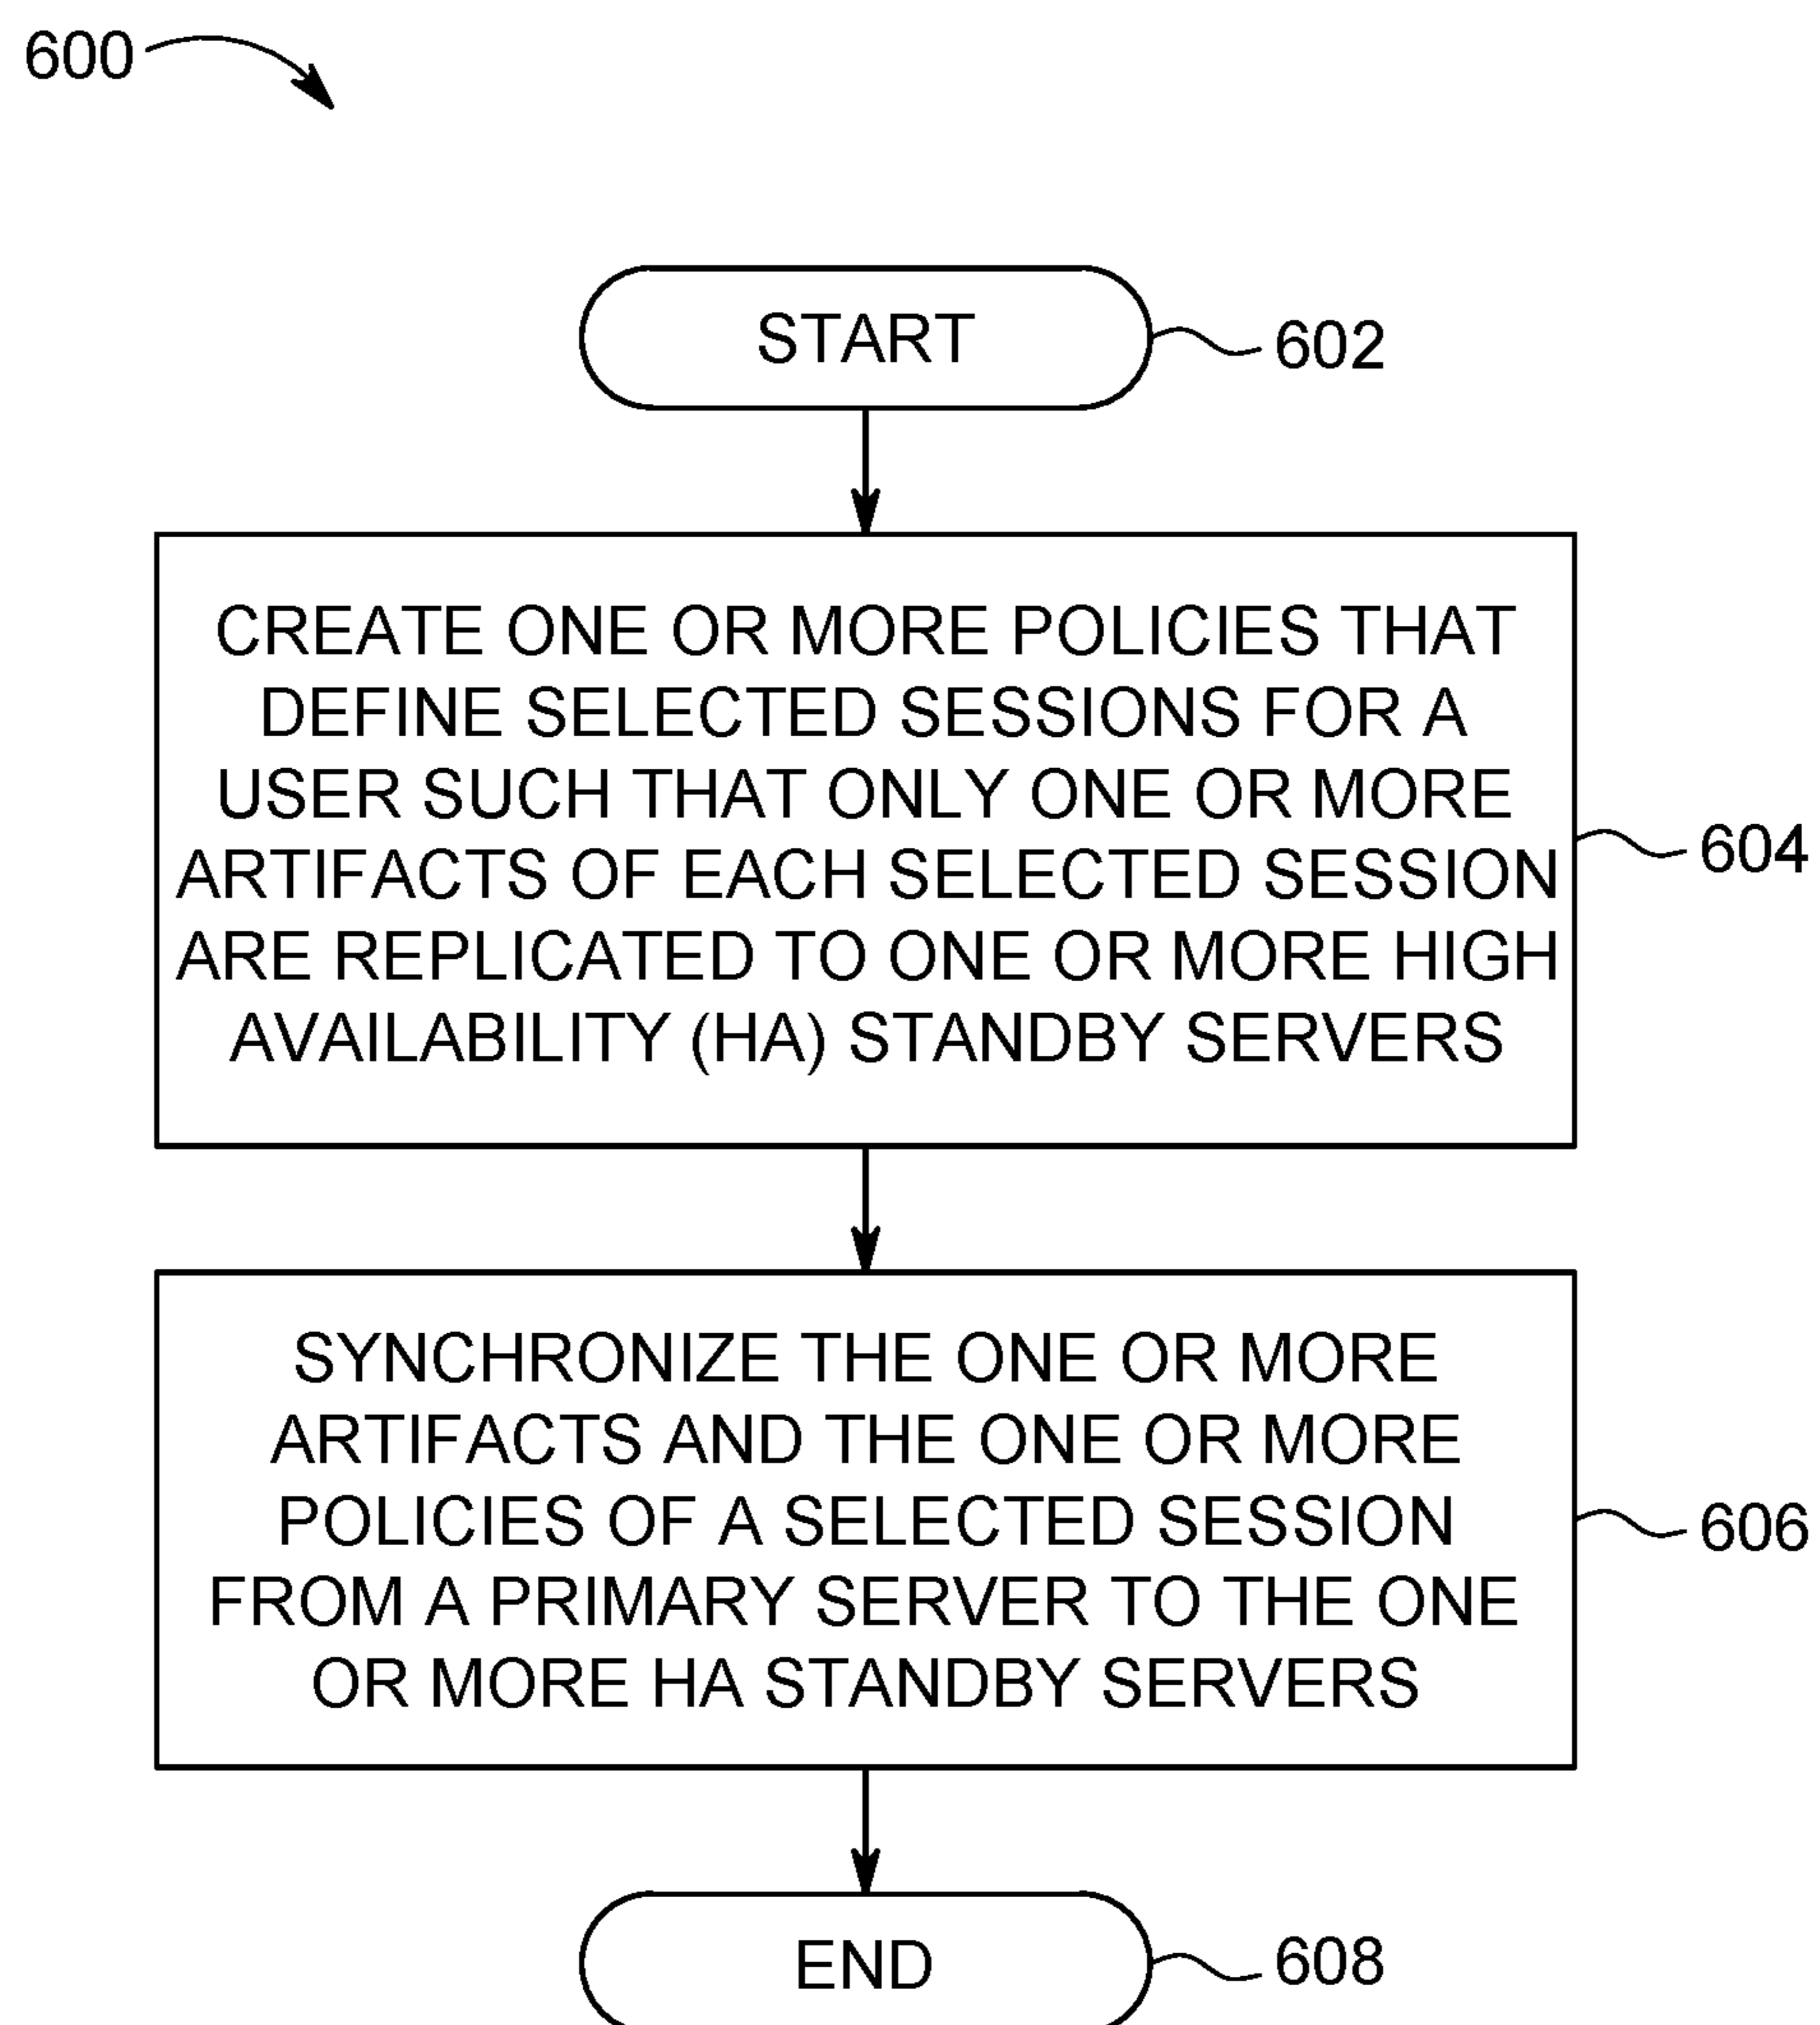 600
START
602
CREATE ONE OR MORE POLICIES THAT
DEFINE SELECTED SESSIONS FOR A
USER SUCH THAT ONLY ONE OR MORE
ARTIFACTS OF EACH SELECTED SESSION
ARE REPLICATED TO ONE OR MORE HIGH
AVAILABILITY (HA) STANDBY SERVERS
604
SYNCHRONIZE THE ONE OR MORE
ARTIFACTS AND THE ONE OR MORE
POLICIES OF A SELECTED SESSION
FROM A PRIMARY SERVER TO THE ONE
OR MORE HA STANDBY SERVERS
606
END
608